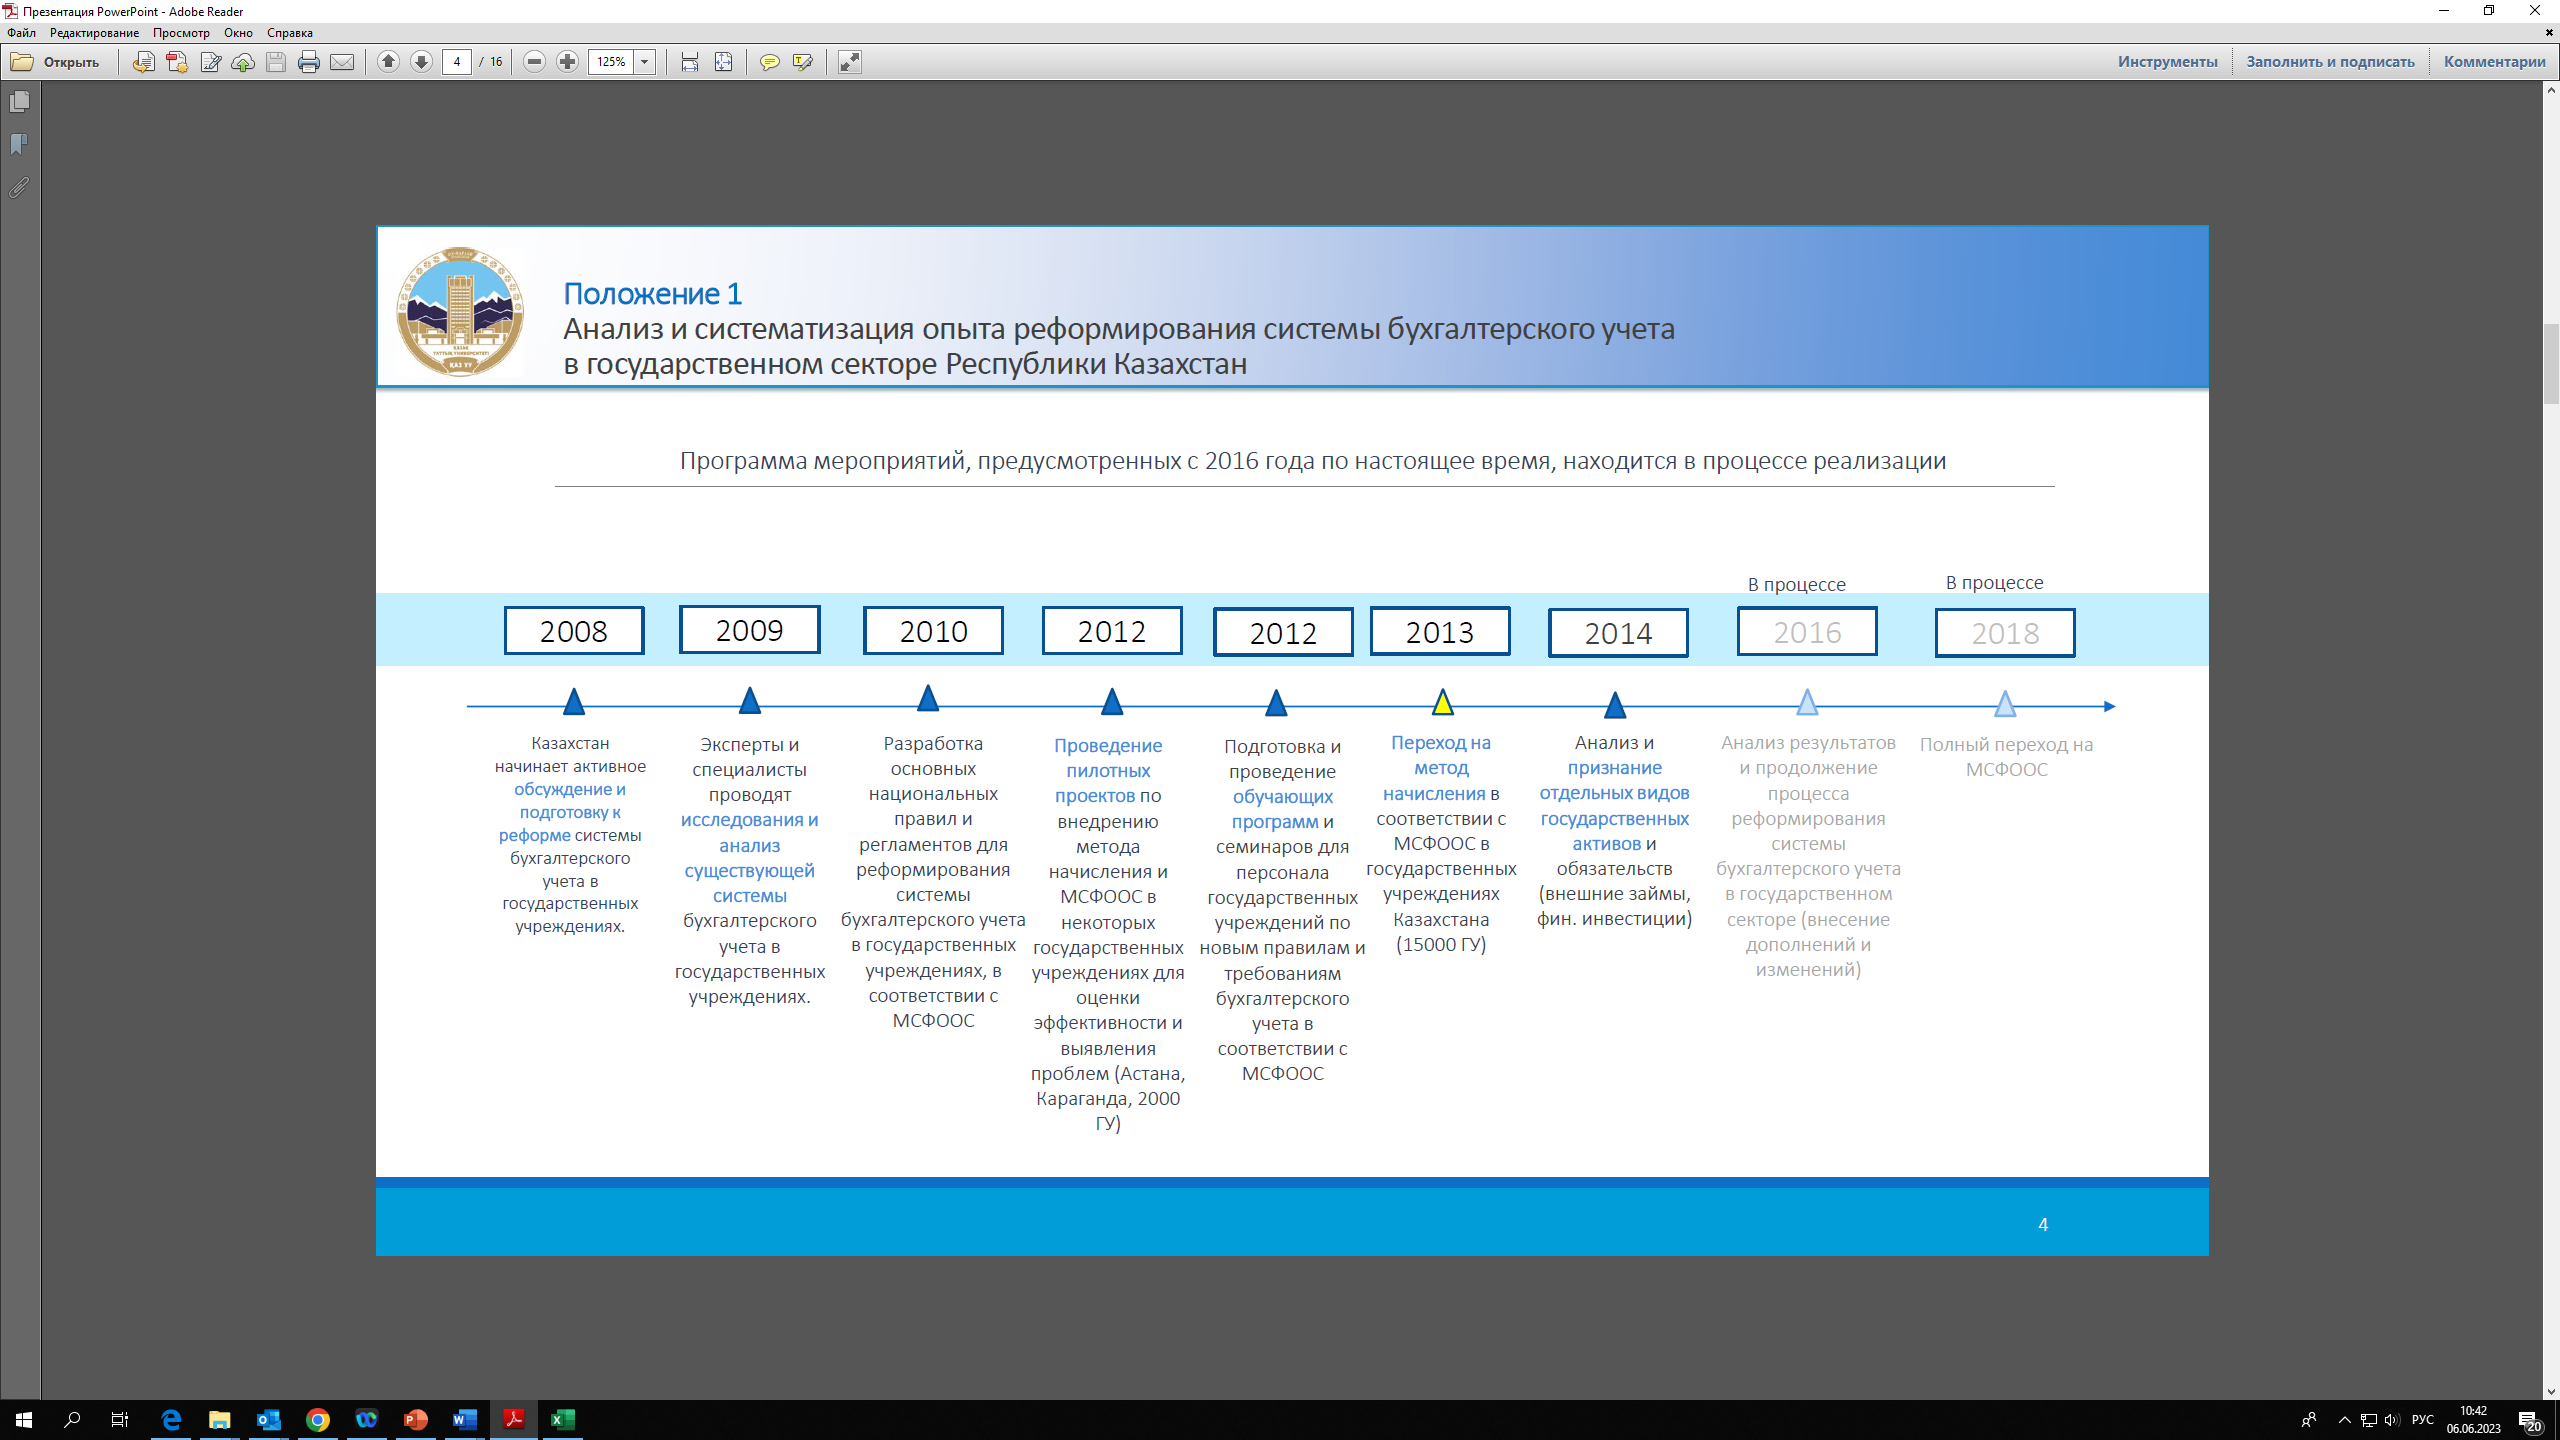 Презентация PowerPoint - Adobe Reader
Файл Редактирование Просмотр Окно Справка
Открыть 4 / 16 125% Инструменты Заполнить и подписать Комментарии
Положение 1
Анализ и систематизация опыта реформирования системы бухгалтерского учета
в государственном секторе Республики Казахстан
Программа мероприятий, предусмотренных с 2016 года по настоящее время, находится в процессе реализации
В процессе
В процессе
2008
2009
2010
2012
2012
2013
2014
2016
2018
Казахстан
начинает активное
обсуждение и
подготовку к
реформе системы
бухгалтерского
учета в
государственных
учреждениях.
Эксперты и
специалисты
проводят
исследования и
анализ
существующей
системы
бухгалтерского
учета в
государственных
учреждениях.
Разработка
основных
национальных
правил и
регламентов для
реформирования
системы
бухгалтерского учета
в государственных
учреждениях, в
соответствии с
МСФООС
Проведение
пилотных
проектов по
внедрению
метода
начисления и
МСФООС в
некоторых
государственных
учреждениях для
оценки
эффективности и
выявления
проблем (Астана,
Караганда, 2000
ГУ)
Подготовка и
проведение
обучающих
программ и
семинаров для
персонала
государственных
учреждений по
новым правилам и
требованиям
бухгалтерского
учета в
соответствии с
МСФООС
Переход на
метод
начисления в
соответствии с
МСФООС в
государственных
учреждениях
Казахстана
(15000 ГУ)
Анализ и
признание
отдельных видов
государственных
активов и
обязательств
(внешние займы,
фин. инвестиции)
Анализ результатов
и продолжение
процесса
реформирования
системы
бухгалтерского учета
в государственном
секторе (внесение
дополнений и
изменений)
Полный переход на
МСФООС
4
РУС
10:42
06.06.2023
20